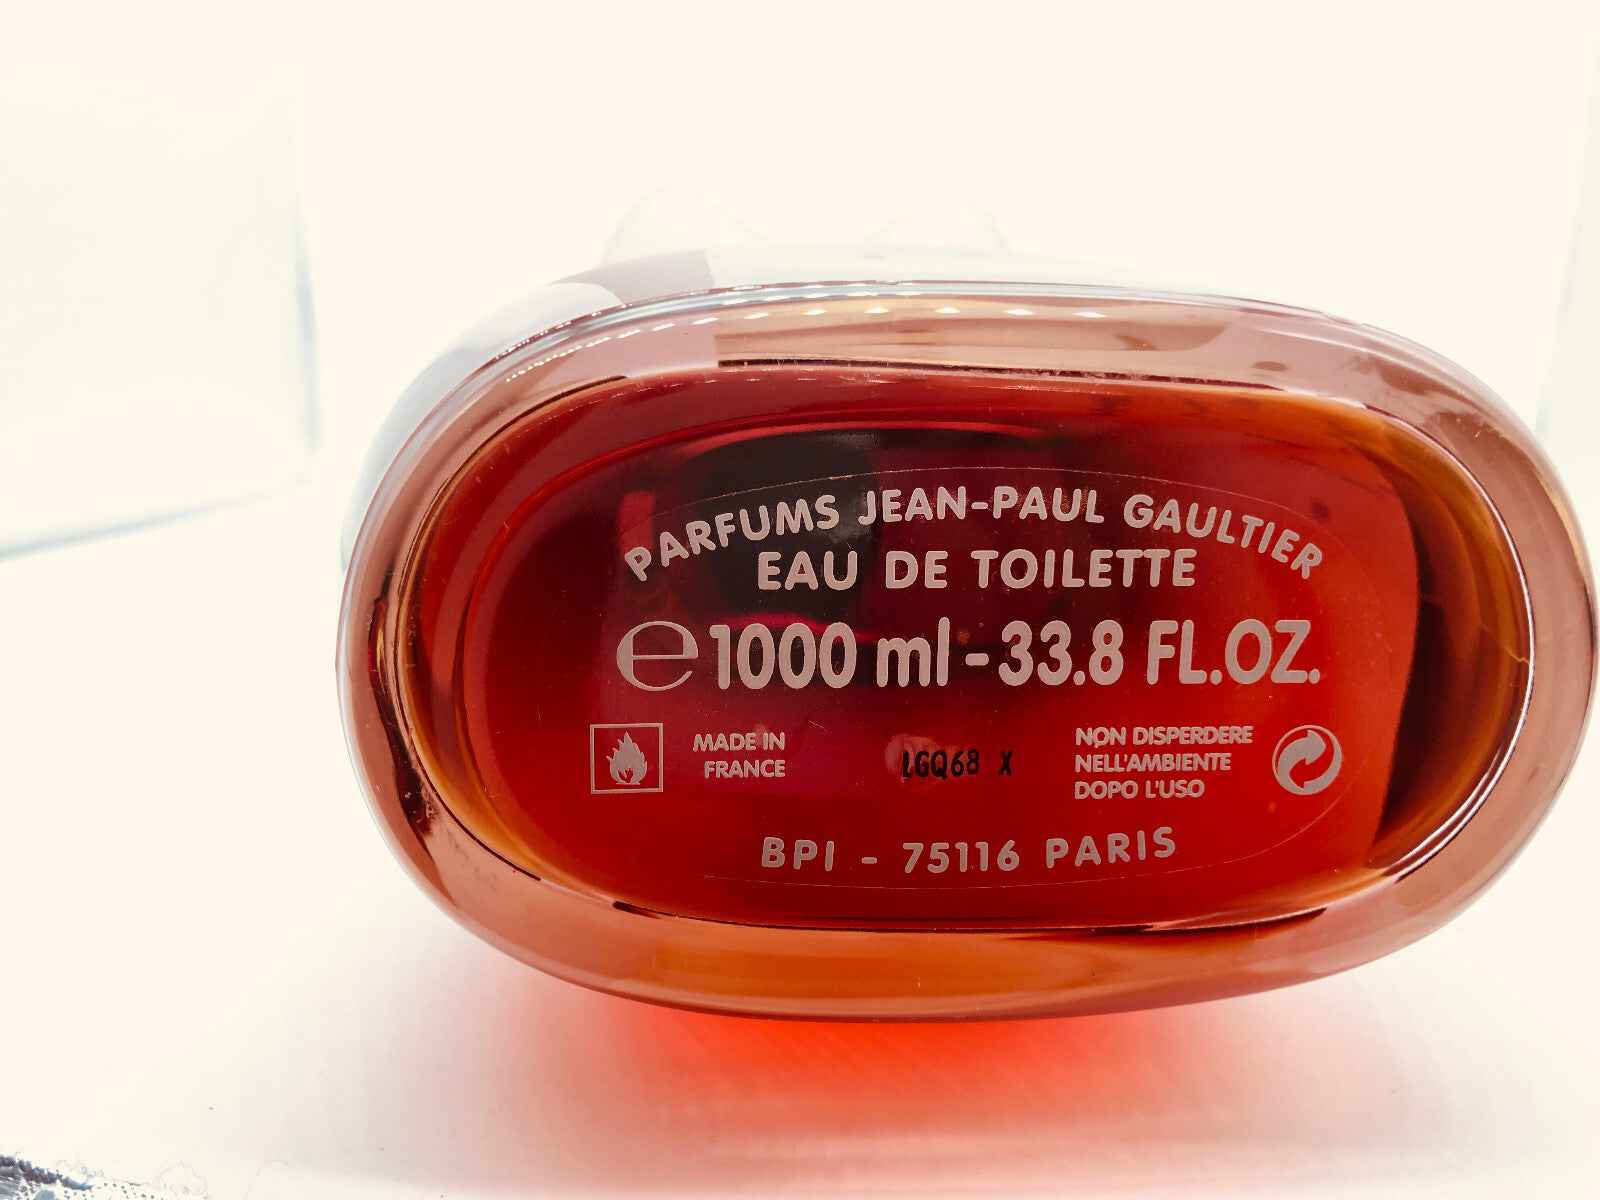 PARFUMS JEAN-PAUL GAULTIER
EAU DE TOILETTE
℮ 1000 ml - 33.8 FL.OZ.
MADE IN
FRANCE
LGQ68 X
NON DISPERDERE
NELL'AMBIENTE
DOPO L'USO
BPI - 75116 PARIS